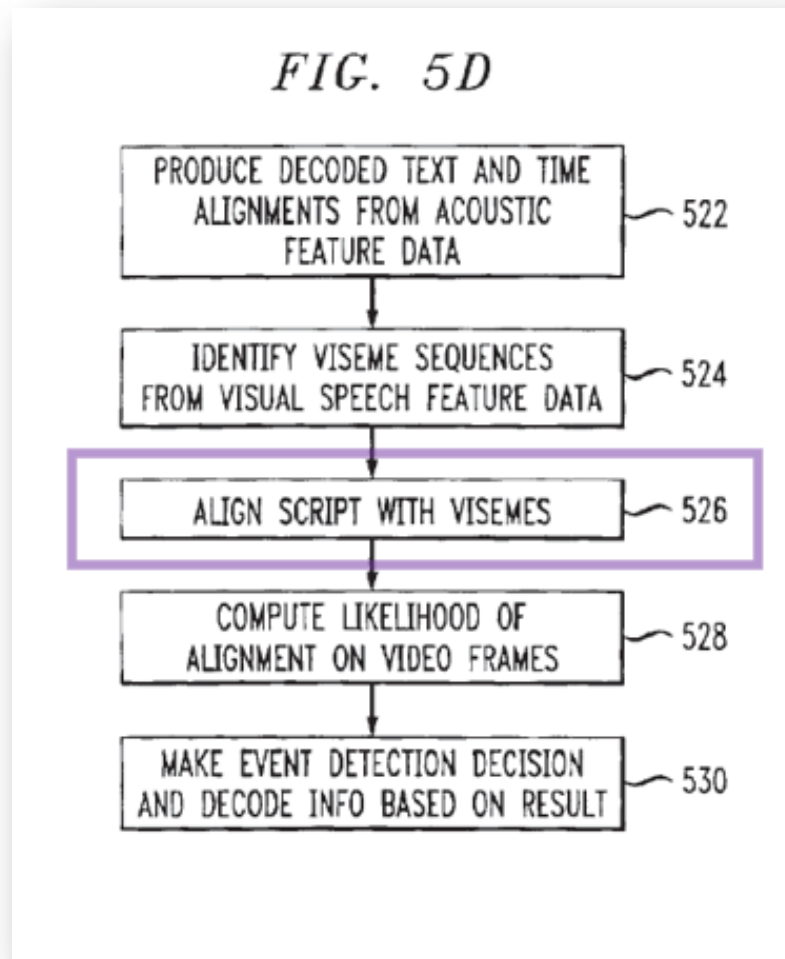 FIG. 5D
PRODUCE DECODED TEXT AND TIME
ALIGNMENTS FROM ACOUSTIC
FEATURE DATA
522
IDENTIFY VISEME SEQUENCES
FROM VISUAL SPEECH FEATURE DATA
524
ALIGN SCRIPT WITH VISEMES
526
COMPUTE LIKELIHOOD OF
ALIGNMENT ON VIDEO FRAMES
528
MAKE EVENT DETECTION DECISION
AND DECODE INFO BASED ON RESULT
530